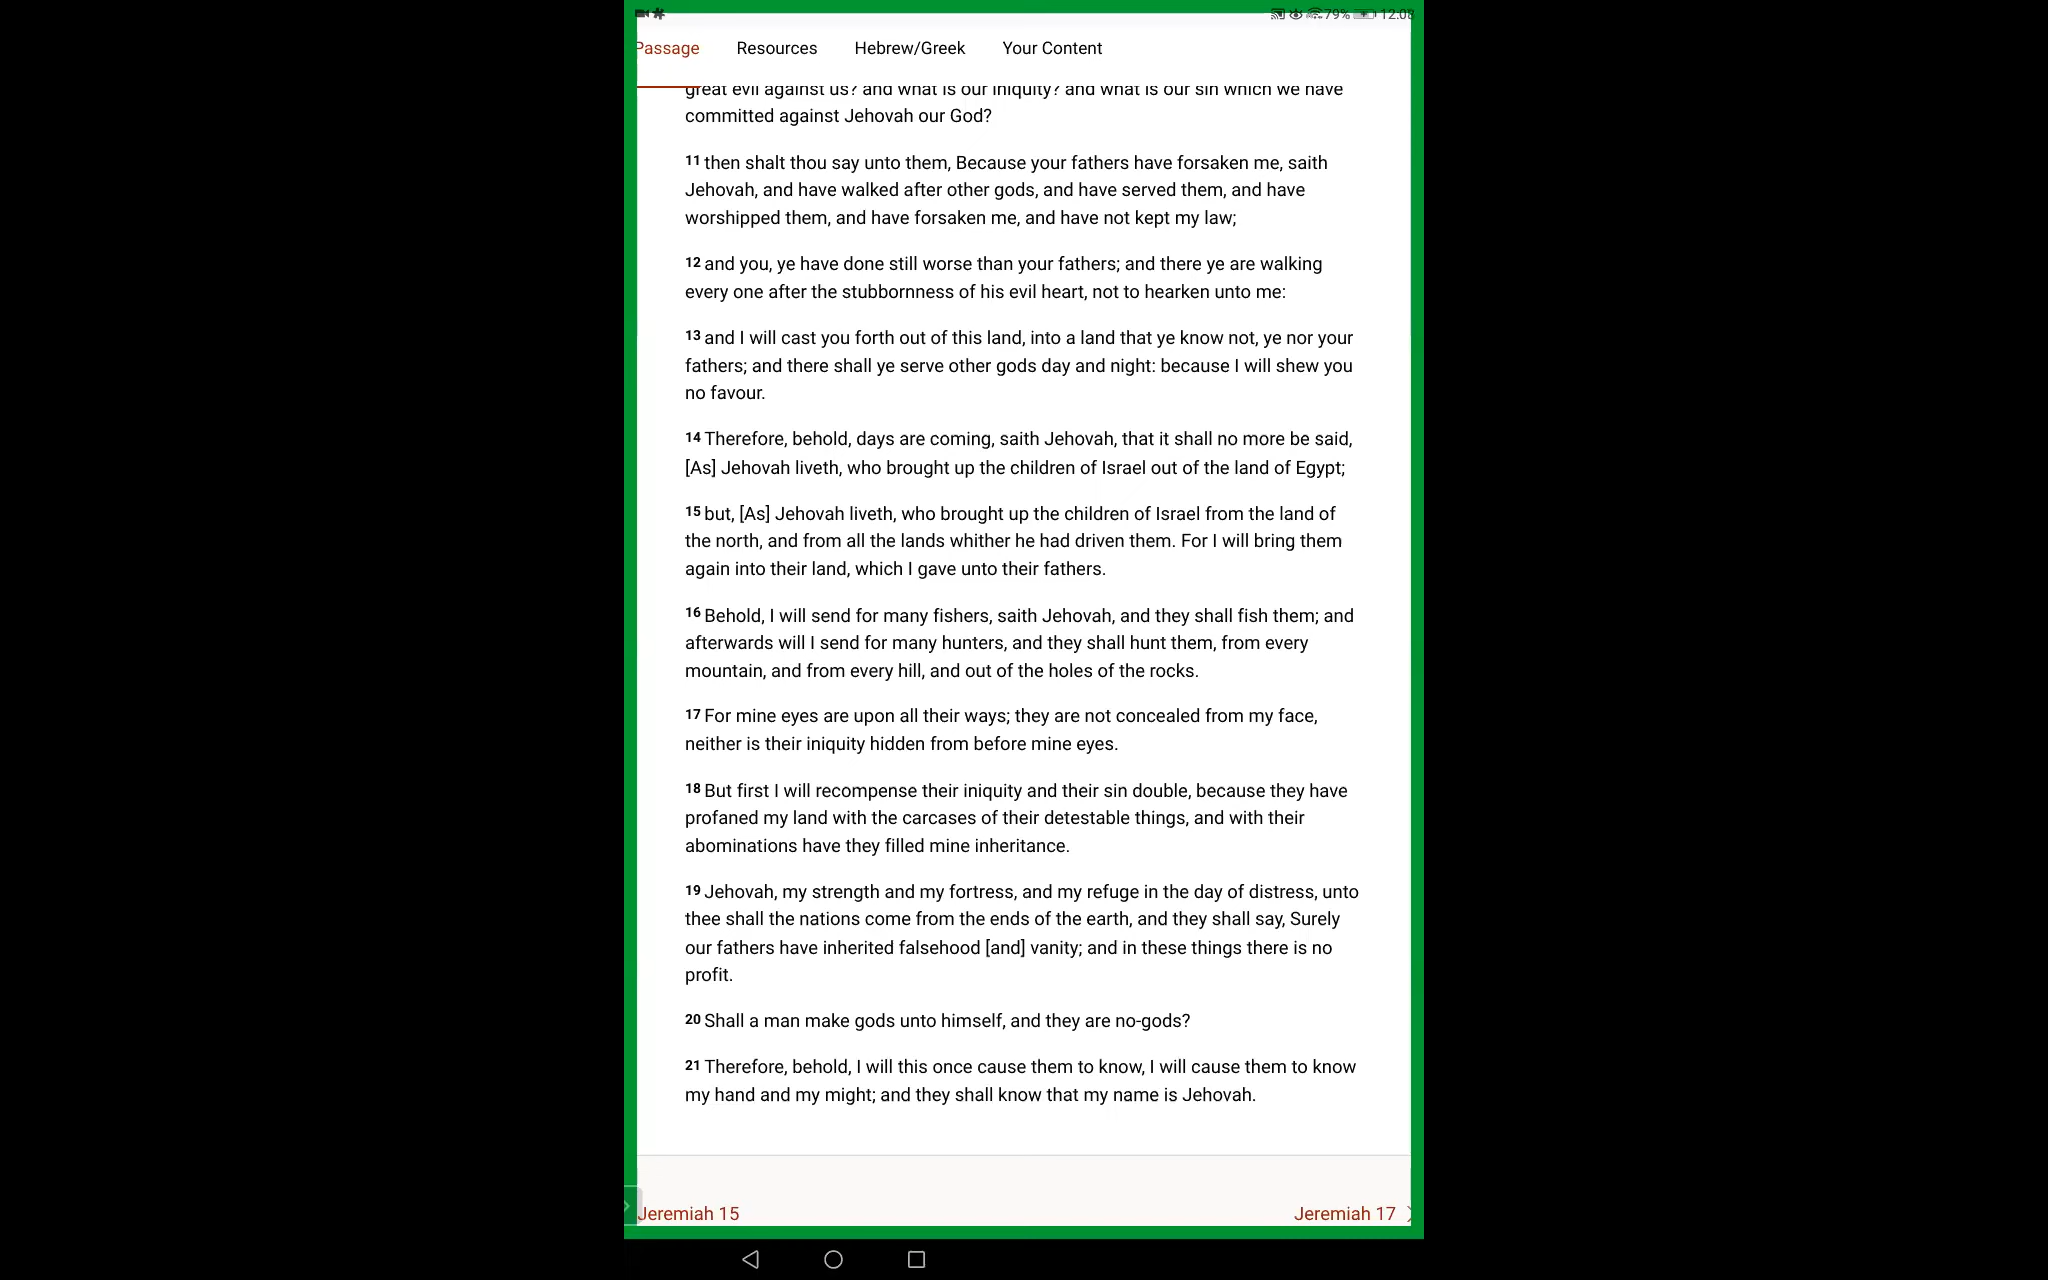 79% 12:08
Passage Resources Hebrew/Greek Your Content
great evil against us? and what is our iniquity? and what is our sin which we have
committed against Jehovah our God?
11 then shalt thou say unto them, Because your fathers have forsaken me, saith
Jehovah, and have walked after other gods, and have served them, and have
worshipped them, and have forsaken me, and have not kept my law;
12 and you, ye have done still worse than your fathers; and there ye are walking
every one after the stubbornness of his evil heart, not to hearken unto me:
13 and I will cast you forth out of this land, into a land that ye know not, ye nor your
fathers; and there shall ye serve other gods day and night: because I will shew you
no favour.
14 Therefore, behold, days are coming, saith Jehovah, that it shall no more be said,
[As] Jehovah liveth, who brought up the children of Israel out of the land of Egypt;
15 but, [As] Jehovah liveth, who brought up the children of Israel from the land of
the north, and from all the lands whither he had driven them. For I will bring them
again into their land, which I gave unto their fathers.
16 Behold, I will send for many fishers, saith Jehovah, and they shall fish them; and
afterwards will I send for many hunters, and they shall hunt them, from every
mountain, and from every hill, and out of the holes of the rocks.
17 For mine eyes are upon all their ways; they are not concealed from my face,
neither is their iniquity hidden from before mine eyes.
18 But first I will recompense their iniquity and their sin double, because they have
profaned my land with the carcases of their detestable things, and with their
abominations have they filled mine inheritance.
19 Jehovah, my strength and my fortress, and my refuge in the day of distress, unto
thee shall the nations come from the ends of the earth, and they shall say, Surely
our fathers have inherited falsehood [and] vanity; and in these things there is no
profit.
20 Shall a man make gods unto himself, and they are no-gods?
21 Therefore, behold, I will this once cause them to know, I will cause them to know
my hand and my might; and they shall know that my name is Jehovah.
Jeremiah 15 Jeremiah 17